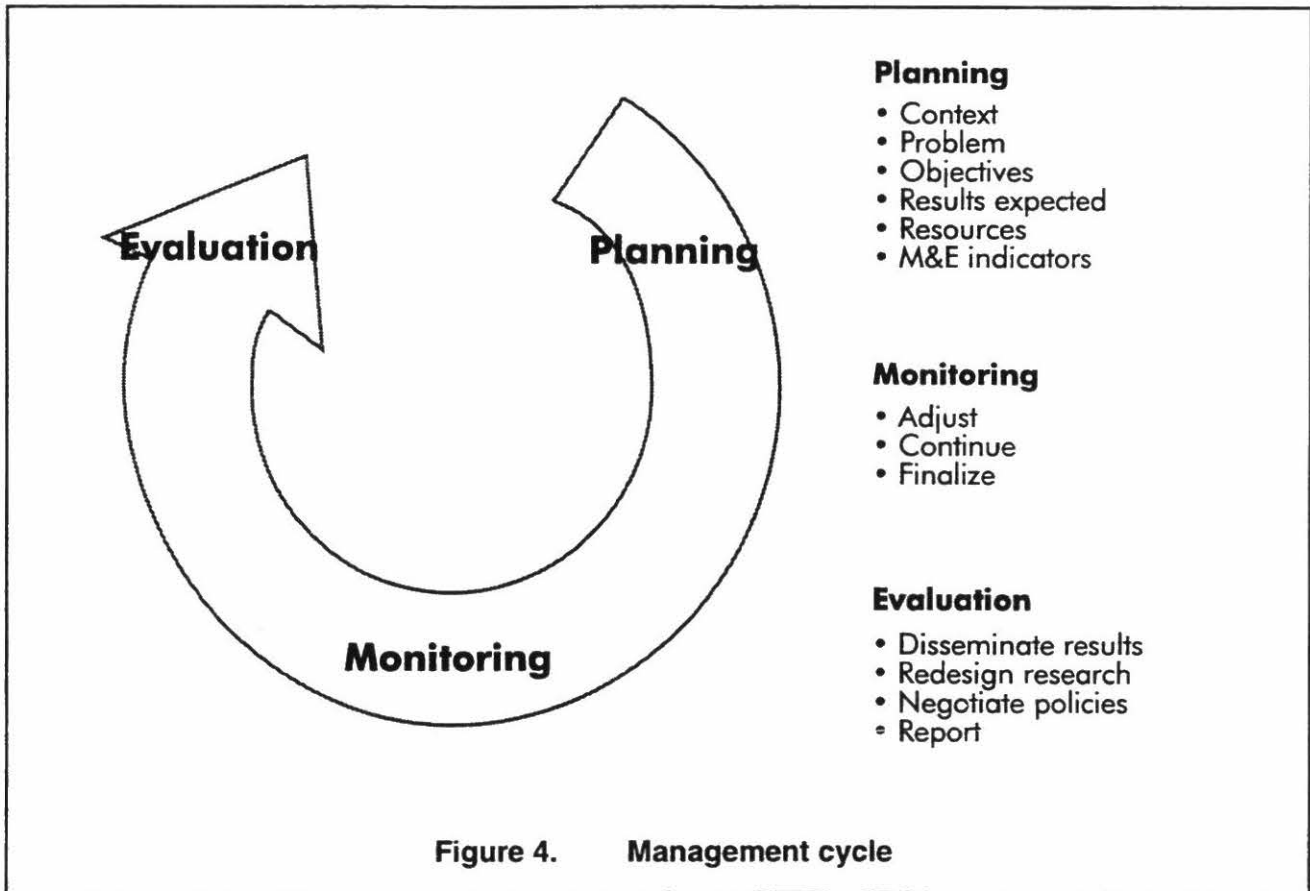 Planning
• Context
• Problem
• Objectives
• Results expected
• Resources
• M&E indicators
Evaluation
Planning
Monitoring
• Adjust
• Continue
• Finalize
Monitoring
Evaluation
• Disseminate results
• Redesign research
• Negotiate policies
• Report
Figure 4. Management cycle